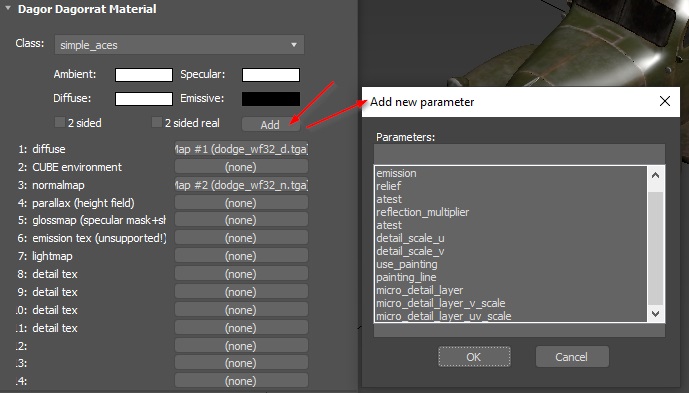 Dagor Dagorrat Material
Class: simple_aces
Ambient: Specular:
Diffuse: Emissive:
2 sided 2 sided real Add
1: diffuse Map #1 (dodge_wf32_d.tga)
2: CUBE environment (none)
3: normalmap Map #2 (dodge_wf32_n.tga)
4: parallax (height field) (none)
5: glossmap (specular mask+sh (none)
6: emission tex (unsupported!) (none)
7: lightmap (none)
8: detail tex (none)
9: detail tex (none)
.0: detail tex (none)
.1: detail tex (none)
.2: (none)
.3: (none)
.4: (none)
Add new parameter
Parameters:
emission
relief
atest
reflection_multiplier
atest
detail_scale_u
detail_scale_v
use_painting
painting_line
micro_detail_layer
micro_detail_layer_v_scale
micro_detail_layer_uv_scale
OK Cancel